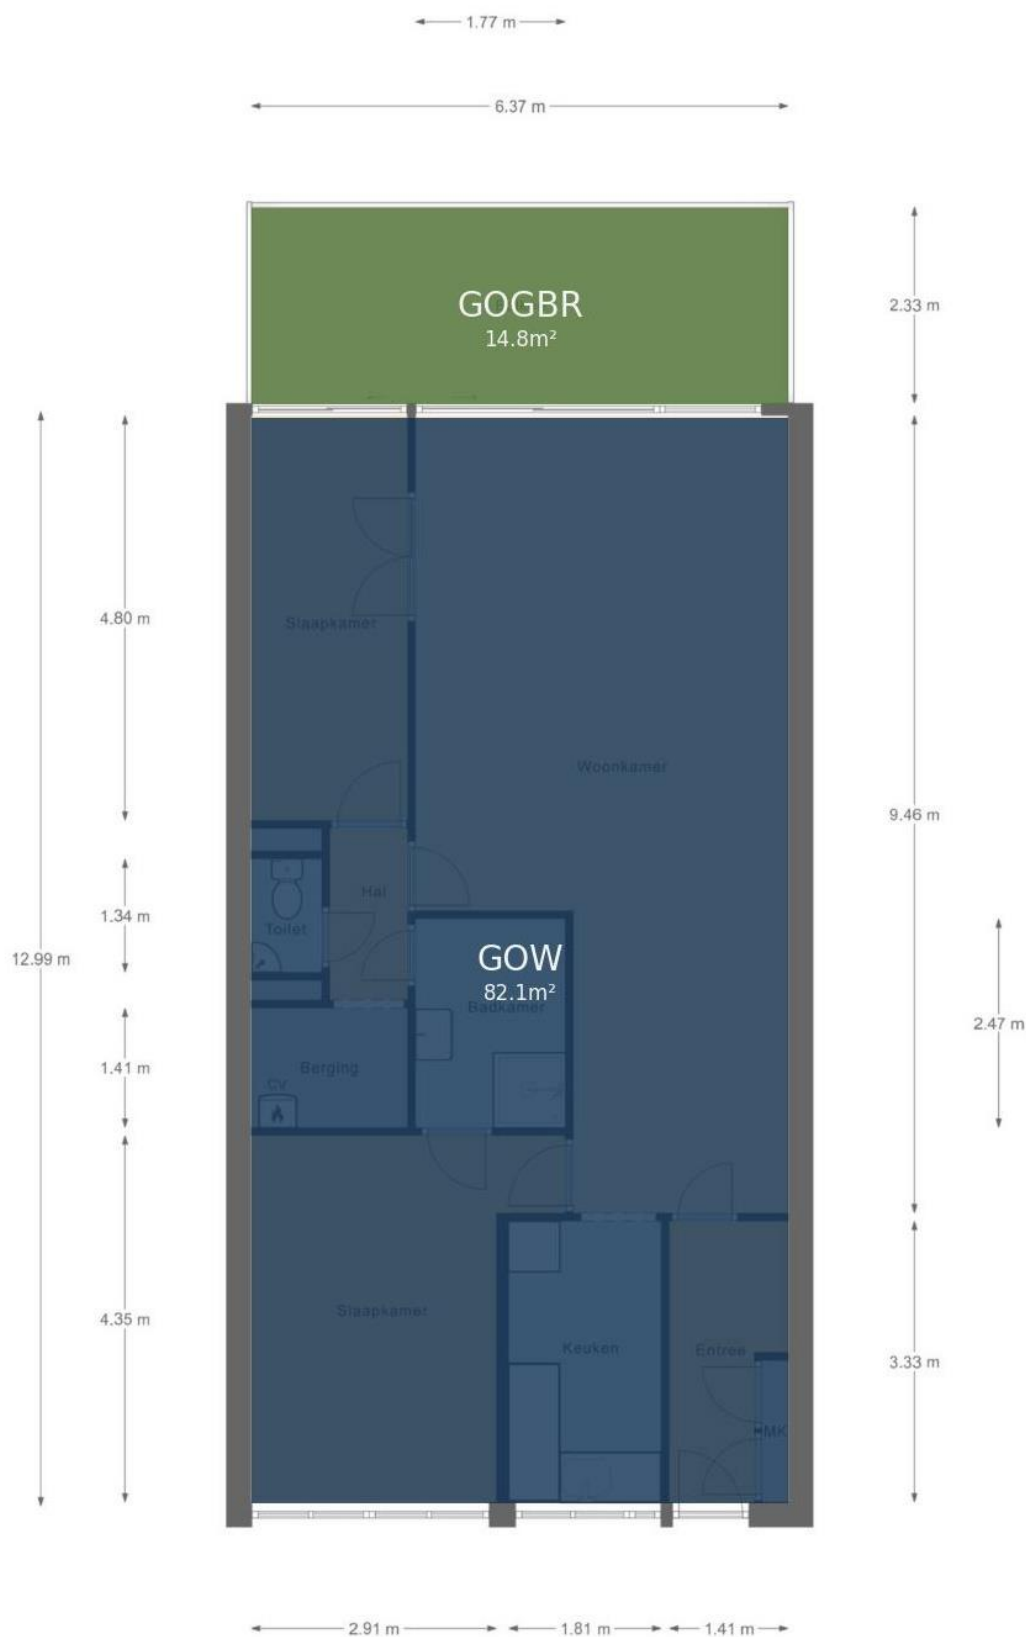 1.77 m
6.37 m
GOGBR
14.8m²
2.33 m
4.80 m
Slaapkamer
Woonkamer
9.46 m
Hal
1.34 m
Toilet
12.99 m
GOW
82.1m²
Badkamer
2.47 m
1.41 m
Berging
CV
Slaapkamer
4.35 m
Keuken
Entree
3.33 m
MK
2.91 m
1.81 m
1.41 m